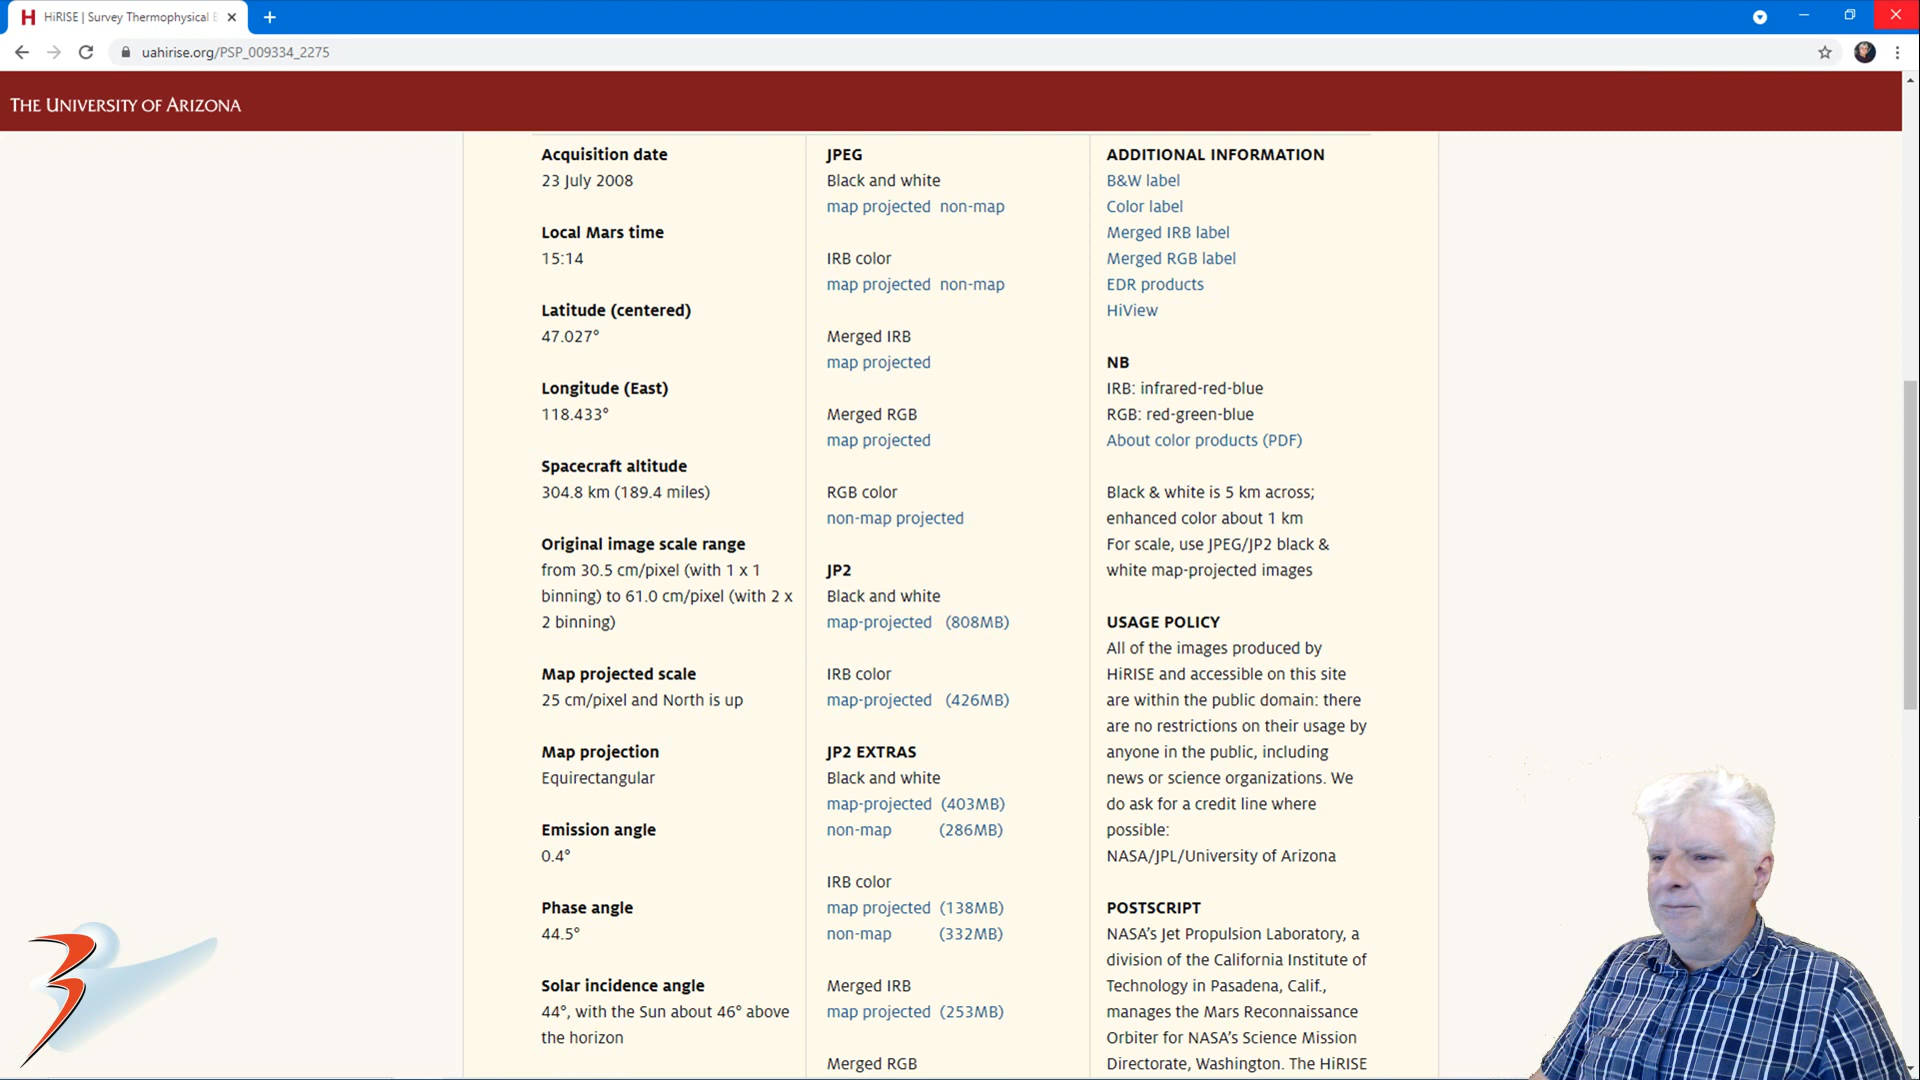 HiRISE | Survey Thermophysical
uahirise.org/PSP_009334_2275
THE UNIVERSITY OF ARIZONA
Acquisition date
23 July 2008
Local Mars time
15:14
Latitude (centered)
47.027°
Longitude (East)
118.433°
Spacecraft altitude
304.8 km (189.4 miles)
Original image scale range
from 30.5 cm/pixel (with 1 x 1
binning) to 61.0 cm/pixel (with 2 x
2 binning)
Map projected scale
25 cm/pixel and North is up
Map projection
Equirectangular
Emission angle
0.4°
Phase angle
44.5°
Solar incidence angle
44°, with the Sun about 46° above
the horizon
JPEG
Black and white
map projected non-map
IRB color
map projected non-map
Merged IRB
map projected
Merged RGB
map projected
RGB color
non-map projected
JP2
Black and white
map-projected (808MB)
IRB color
map-projected (426MB)
JP2 EXTRAS
Black and white
map-projected (403MB)
non-map (286MB)
IRB color
map projected (138MB)
non-map (332MB)
Merged IRB
map projected (253MB)
Merged RGB
ADDITIONAL INFORMATION
B&W label
Color label
Merged IRB label
Merged RGB label
EDR products
HiView
NB
IRB: infrared-red-blue
RGB: red-green-blue
About color products (PDF)
Black & white is 5 km across;
enhanced color about 1 km
For scale, use JPEG/JP2 black &
white map-projected images
USAGE POLICY
All of the images produced by
HiRISE and accessible on this site
are within the public domain: there
are no restrictions on their usage by
anyone in the public, including
news or science organizations. We
do ask for a credit line where
possible:
NASA/JPL/University of Arizona
POSTSCRIPT
NASA’s Jet Propulsion Laboratory, a
division of the California Institute of
Technology in Pasadena, Calif.,
manages the Mars Reconnaissance
Orbiter for NASA’s Science Mission
Directorate, Washington. The HiRISE